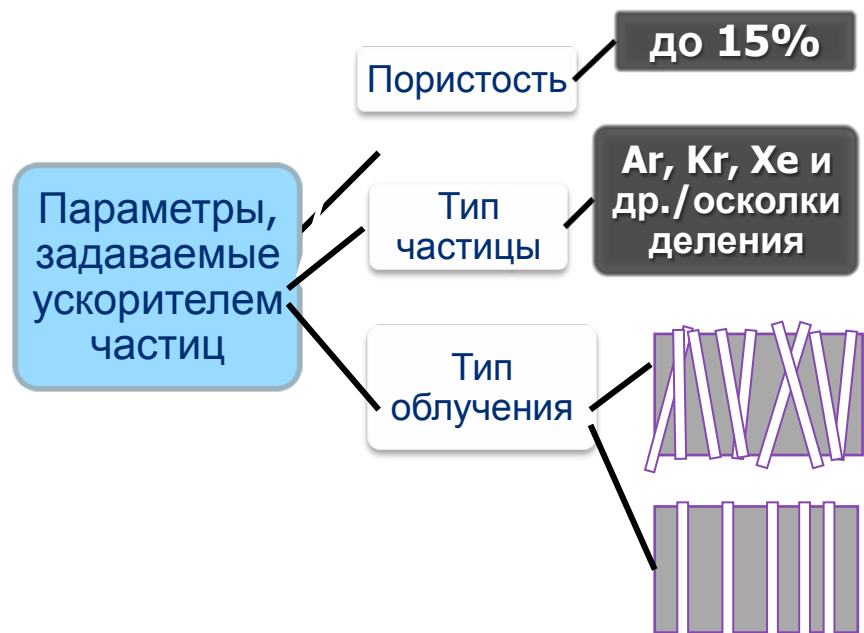 Параметры,
задаваемые
ускорителем
частиц
Пористость
до 15%
Тип
частицы
Ar, Kr, Xe и
др./осколки
деления
Тип
облучения